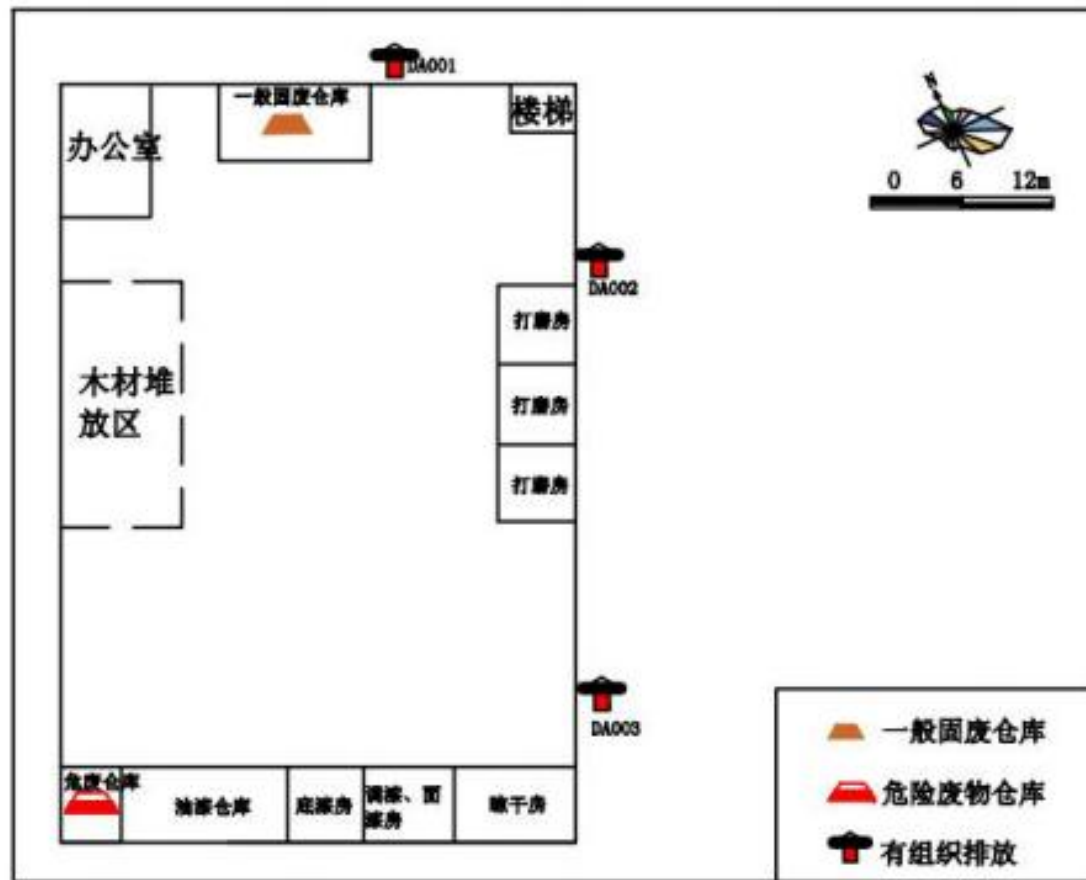 DA001
一般固废仓库
楼梯
办公室
N
0 6 12m
DA002
打磨房
木材堆
放区
打磨房
打磨房
DA003
危废仓库
油漆仓库
底漆房
调漆、面
漆房
晾干房
一般固废仓库
危险废物仓库
有组织排放